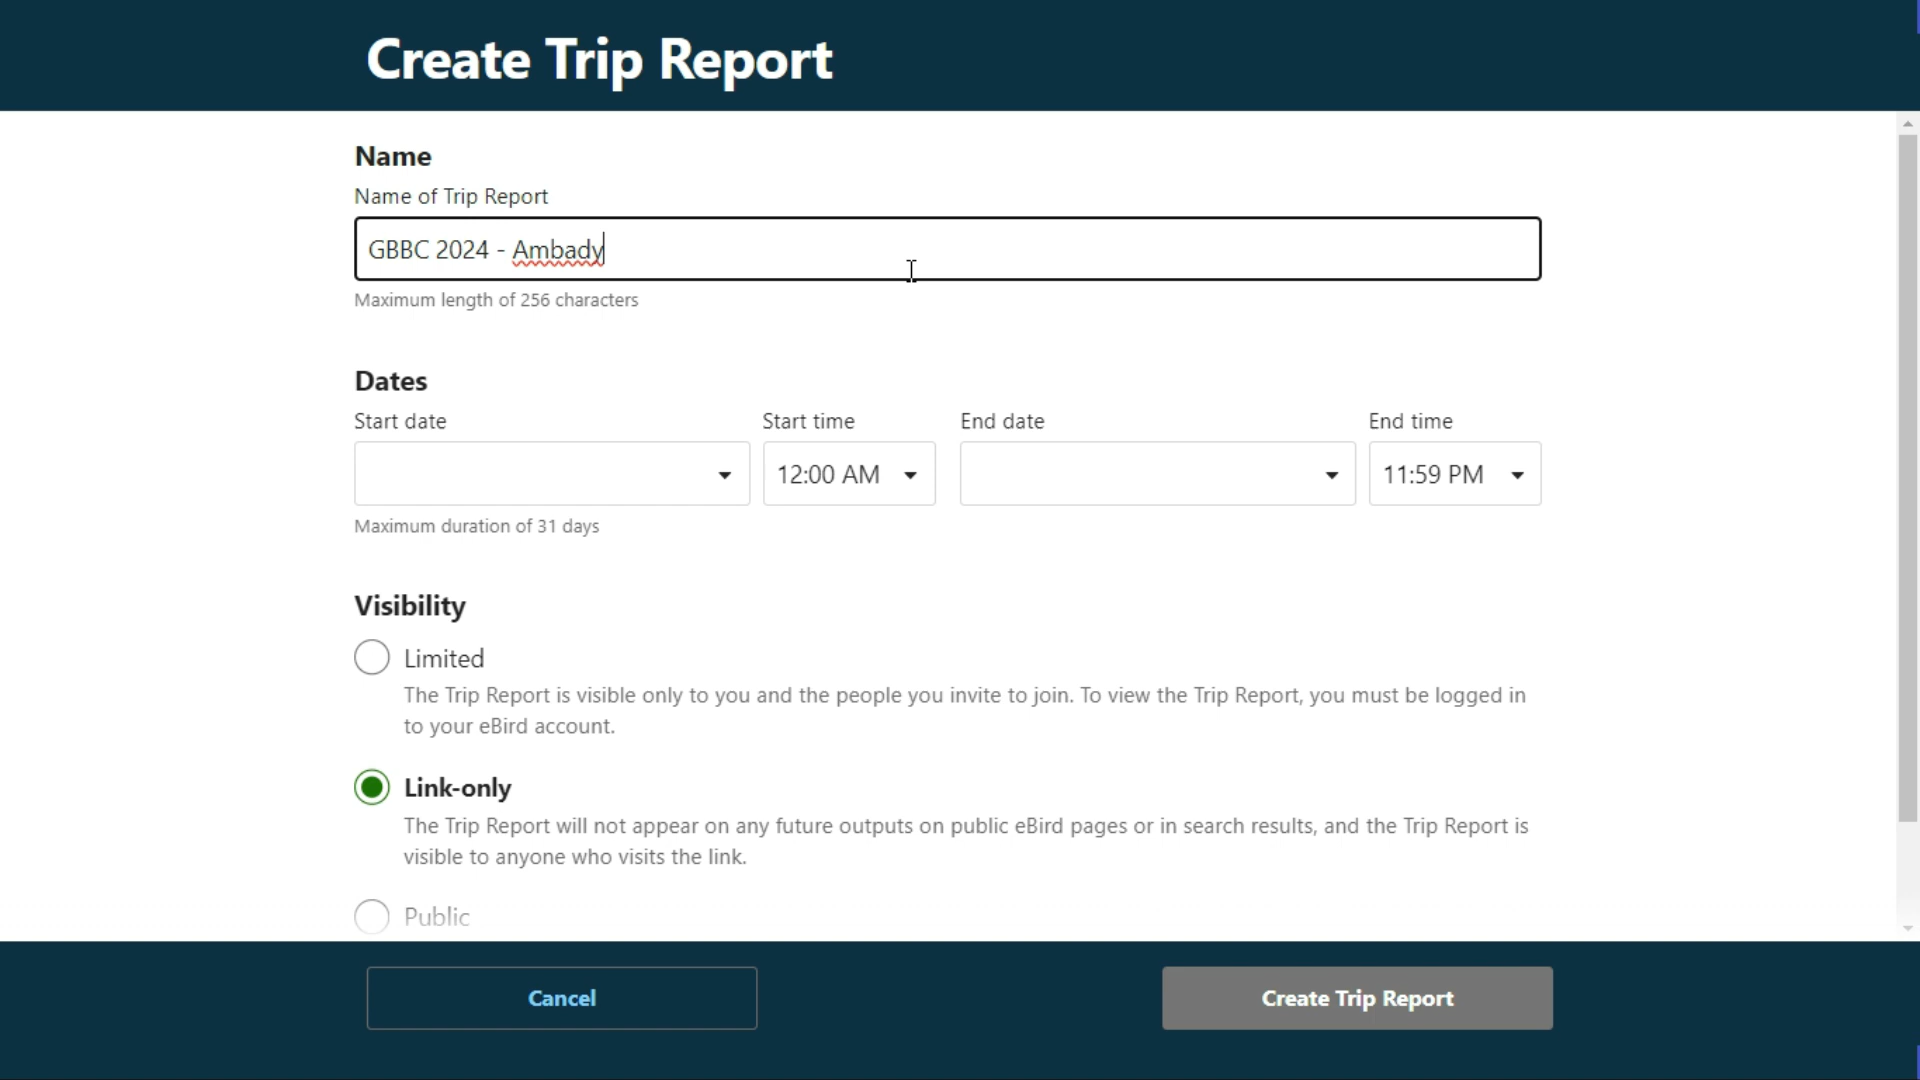 Create Trip Report
Name
Name of Trip Report
GBBC 2024 - Ambady
Maximum length of 256 characters
Dates
Start date
Start time
End date
End time
12:00 AM
11:59 PM
Maximum duration of 31 days
Visibility
Limited
The Trip Report is visible only to you and the people you invite to join. To view the Trip Report, you must be logged in
to your eBird account.
Link-only
The Trip Report will not appear on any future outputs on public eBird pages or in search results, and the Trip Report is
visible to anyone who visits the link.
Public
Cancel
Create Trip Report